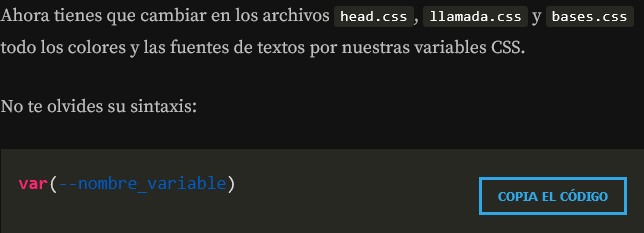 Ahora tienes que cambiar en los archivos head.css, llamada.css y bases.css
todo los colores y las fuentes de textos por nuestras variables CSS.
No te olvides su sintaxis:
var(--nombre_variable)
COPIA EL CÓDIGO